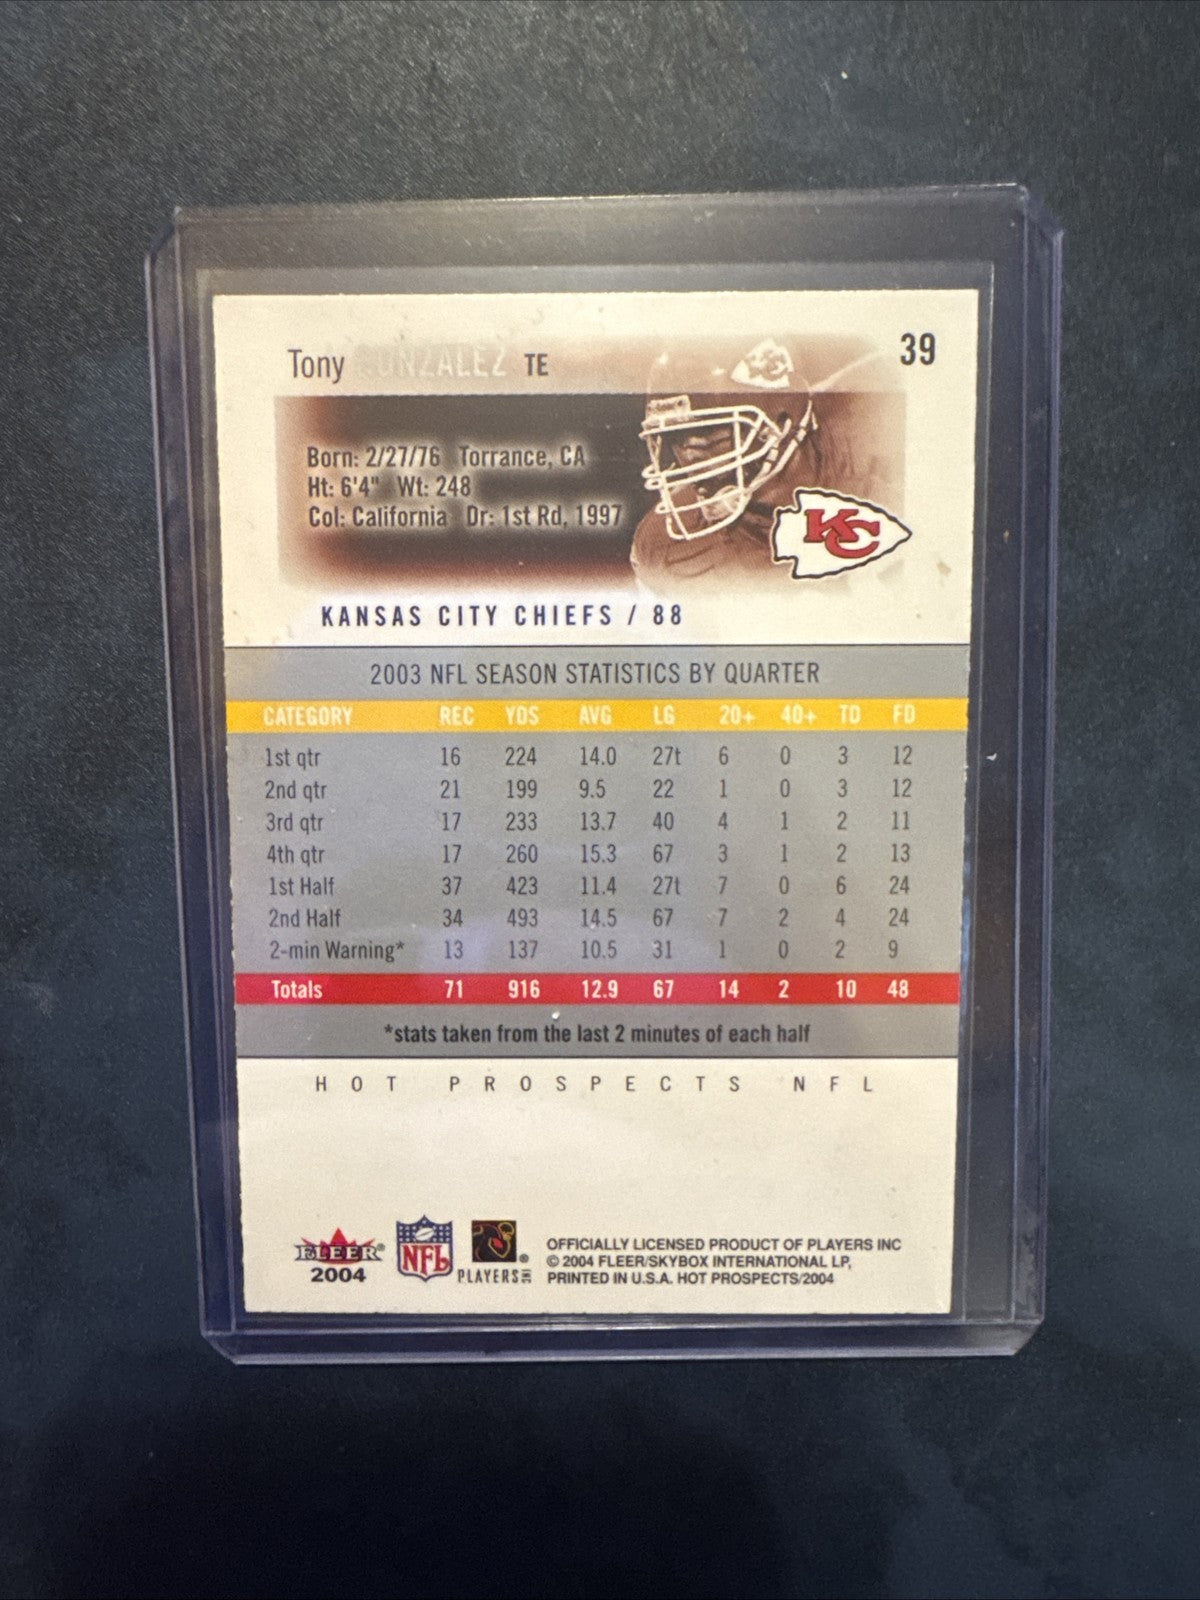 Tony GONZALEZ TE
39
Born: 2/27/76 Torrance, CA
Ht: 6'4" Wt: 248
Col: California Dr: 1st Rd, 1997
KC
KANSAS CITY CHIEFS / 88
2003 NFL SEASON STATISTICS BY QUARTER
CATEGORY REC YDS AVG LG 20+ 40+ TD FD
1st qtr 16 224 14.0 27t 6 0 3 12
2nd qtr 21 199 9.5 22 1 0 3 12
3rd qtr 17 233 13.7 40 4 1 2 11
4th qtr 17 260 15.3 67 3 1 2 13
1st Half 37 423 11.4 27t 7 0 6 24
2nd Half 34 493 14.5 67 7 2 4 24
2-min Warning* 13 137 10.5 31 1 0 2 9
Totals 71 916 12.9 67 14 2 10 48
*stats taken from the last 2 minutes of each half
HOT PROSPECTS NFL
FLEER®
2004
NFL
PLAYERS INC ®
OFFICIALLY LICENSED PRODUCT OF PLAYERS INC
© 2004 FLEER/SKYBOX INTERNATIONAL LP,
PRINTED IN U.S.A. HOT PROSPECTS/2004